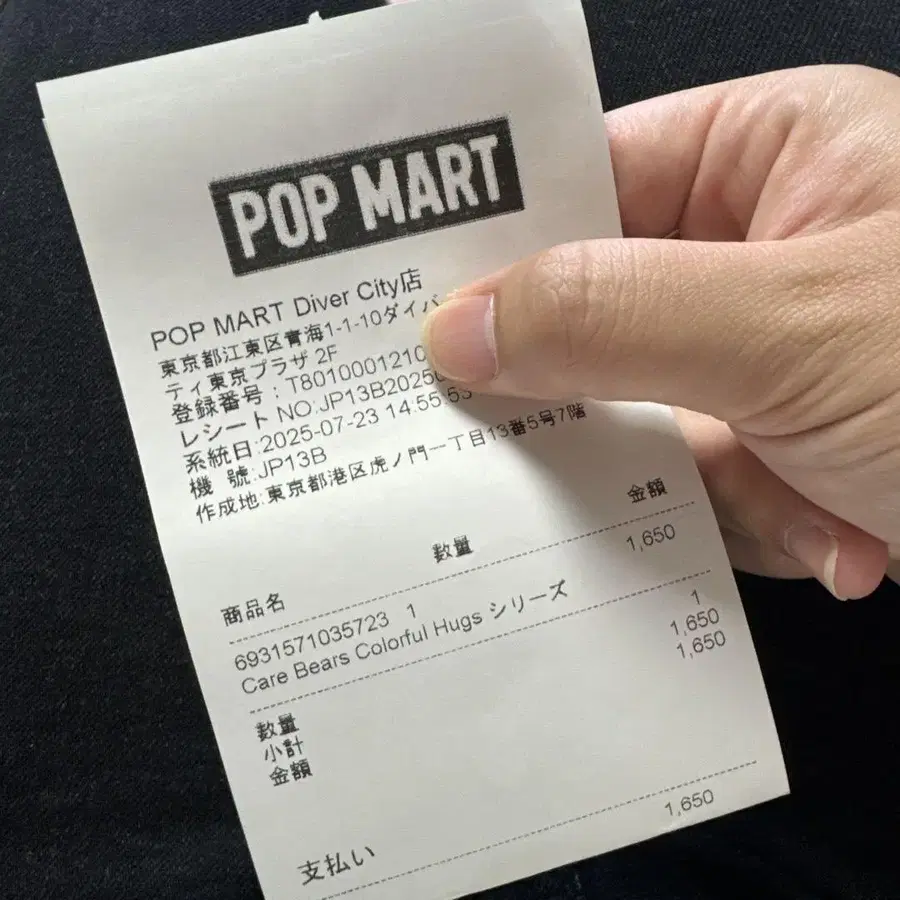 POP MART
POP MART Diver City店
東京都江東区青海1-1-10ダイバ
ティ東京プラザ 2F
登録番号:T8010001210
レシート NO:JP13B2025
系統日:2025-07-23 14:55:53
機 號:JP13B
作成地:東京都港区虎ノ門一丁目13番5号7階
商品名 数量 金額
6931571035723 1 1,650
Care Bears Colorful Hugs シリーズ
数量 1
小計 1,650
金額 1,650
支払い 1,650